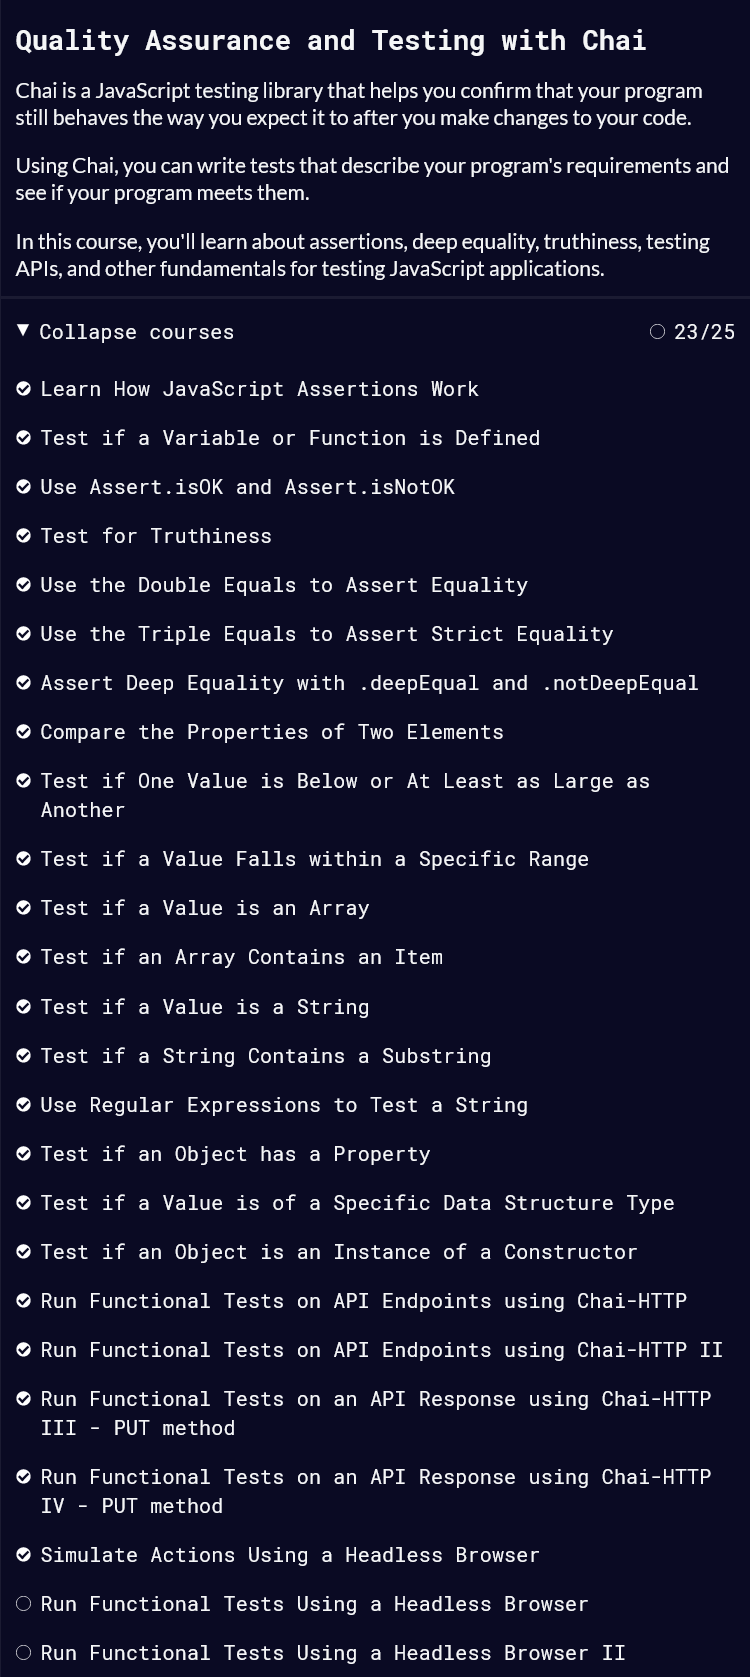 Quality Assurance and Testing with Chai
Chai is a JavaScript testing library that helps you confirm that your program
still behaves the way you expect it to after you make changes to your code.
Using Chai, you can write tests that describe your program's requirements and
see if your program meets them.
In this course, you'll learn about assertions, deep equality, truthiness, testing
APIs, and other fundamentals for testing JavaScript applications.
Collapse courses 23/25
Learn How JavaScript Assertions Work
Test if a Variable or Function is Defined
Use Assert.isOK and Assert.isNotOK
Test for Truthiness
Use the Double Equals to Assert Equality
Use the Triple Equals to Assert Strict Equality
Assert Deep Equality with .deepEqual and .notDeepEqual
Compare the Properties of Two Elements
Test if One Value is Below or At Least as Large as
Another
Test if a Value Falls within a Specific Range
Test if a Value is an Array
Test if an Array Contains an Item
Test if a Value is a String
Test if a String Contains a Substring
Use Regular Expressions to Test a String
Test if an Object has a Property
Test if a Value is of a Specific Data Structure Type
Test if an Object is an Instance of a Constructor
Run Functional Tests on API Endpoints using Chai-HTTP
Run Functional Tests on API Endpoints using Chai-HTTP II
Run Functional Tests on an API Response using Chai-HTTP
III - PUT method
Run Functional Tests on an API Response using Chai-HTTP
IV - PUT method
Simulate Actions Using a Headless Browser
Run Functional Tests Using a Headless Browser
Run Functional Tests Using a Headless Browser II